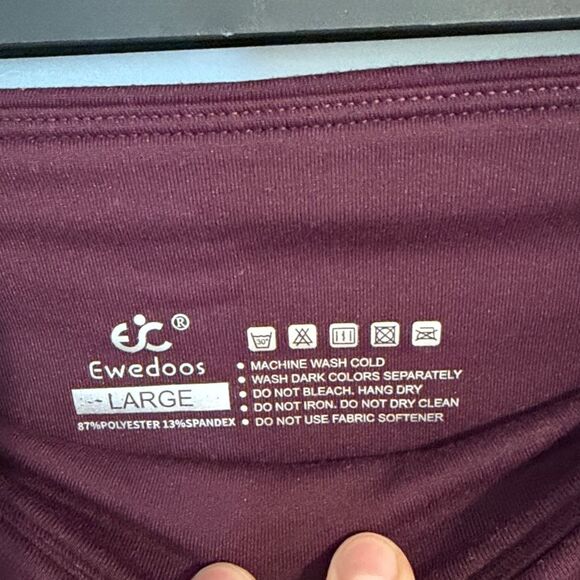 ®
Ewedoos
LARGE
87%POLYESTER 13%SPANDEX
30°
• MACHINE WASH COLD
• WASH DARK COLORS SEPARATELY
• DO NOT BLEACH. HANG DRY
• DO NOT IRON. DO NOT DRY CLEAN
• DO NOT USE FABRIC SOFTENER